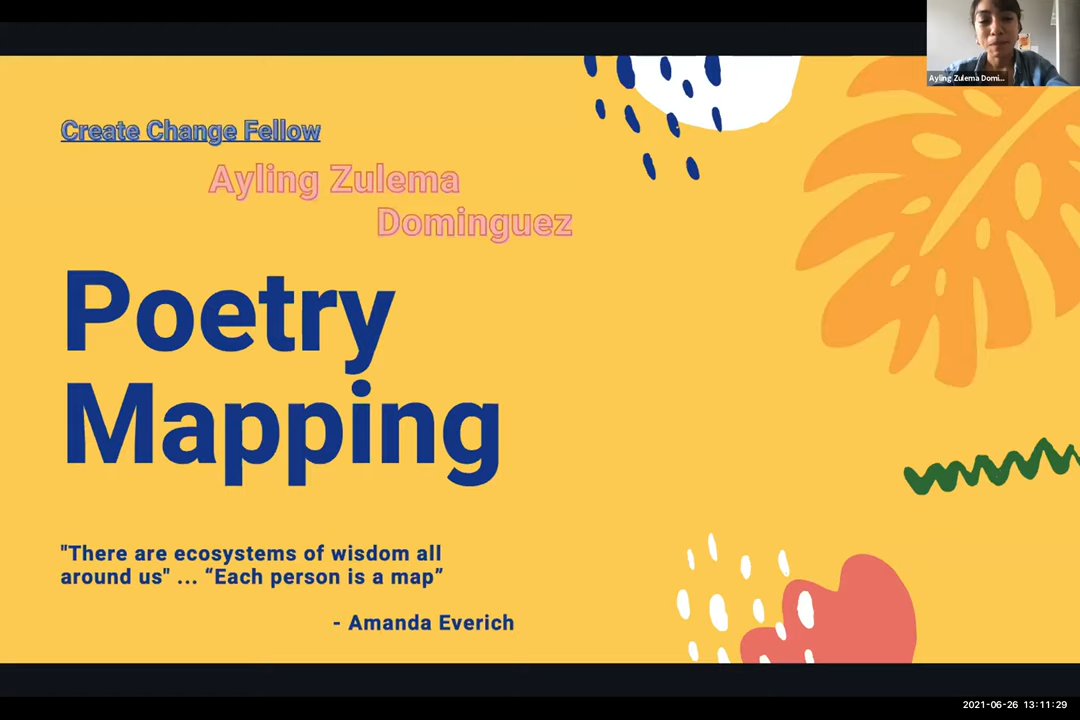 Ayling Zulema Domi...
Create Change Fellow
Ayling Zulema
Dominguez
Poetry
Mapping
"There are ecosystems of wisdom all
around us" ... “Each person is a map”
- Amanda Everich
2021-06-26 13:11:29